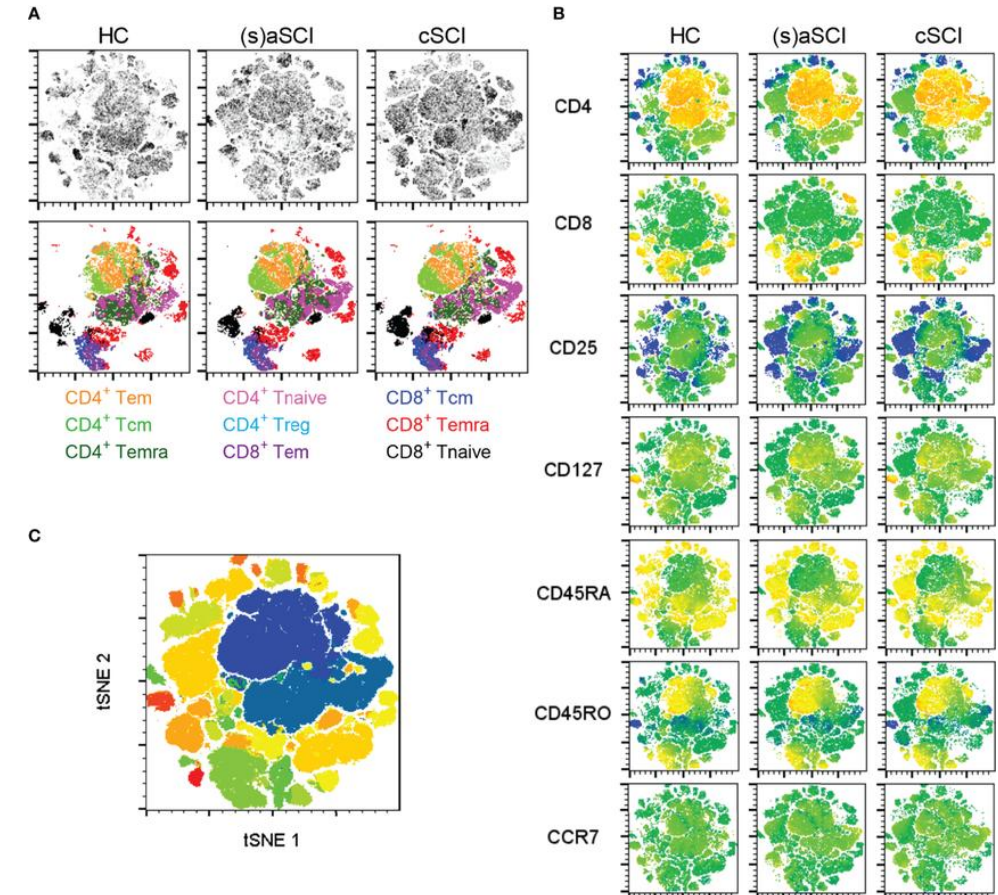 A
HC (s)aSCI cSCI
CD4⁺ Tem CD4⁺ Tnaive CD8⁺ Tcm
CD4⁺ Tcm CD4⁺ Treg CD8⁺ Temra
CD4⁺ Temra CD8⁺ Tem CD8⁺ Tnaive
B
HC (s)aSCI cSCI
CD4
CD8
CD25
CD127
CD45RA
CD45RO
CCR7
C
tSNE 2
tSNE 1